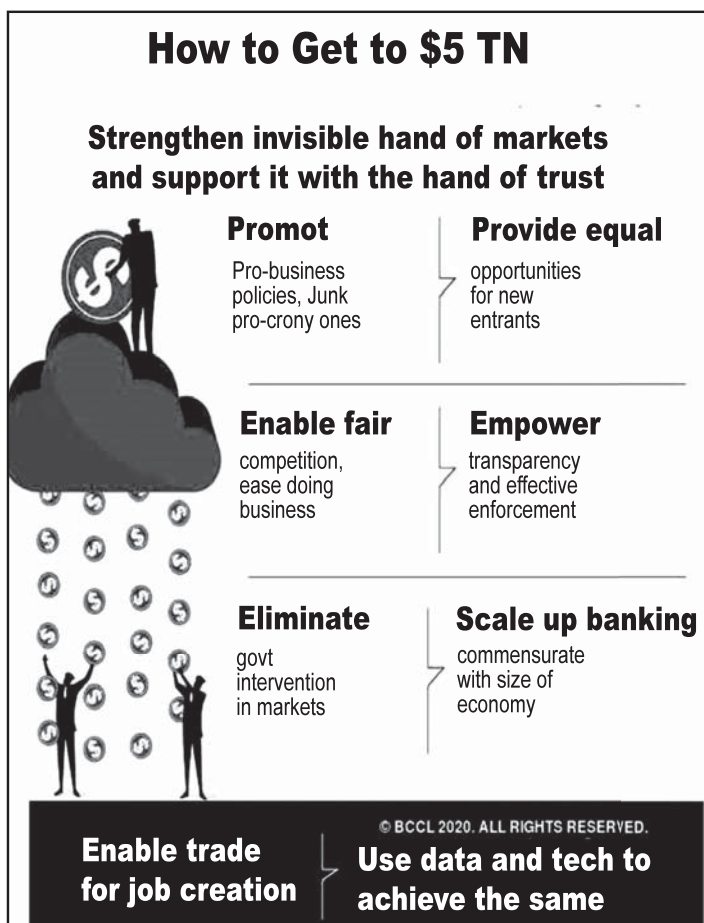 How to Get to $5 TN
Strengthen invisible hand of markets
and support it with the hand of trust
Promot
Pro-business
policies, Junk
pro-crony ones
Provide equal
opportunities
for new
entrants
Enable fair
competition,
ease doing
business
Empower
transparency
and effective
enforcement
Eliminate
govt
intervention
in markets
Scale up banking
commensurate
with size of
economy
© BCCL 2020. ALL RIGHTS RESERVED.
Enable trade
for job creation
Use data and tech to
achieve the same